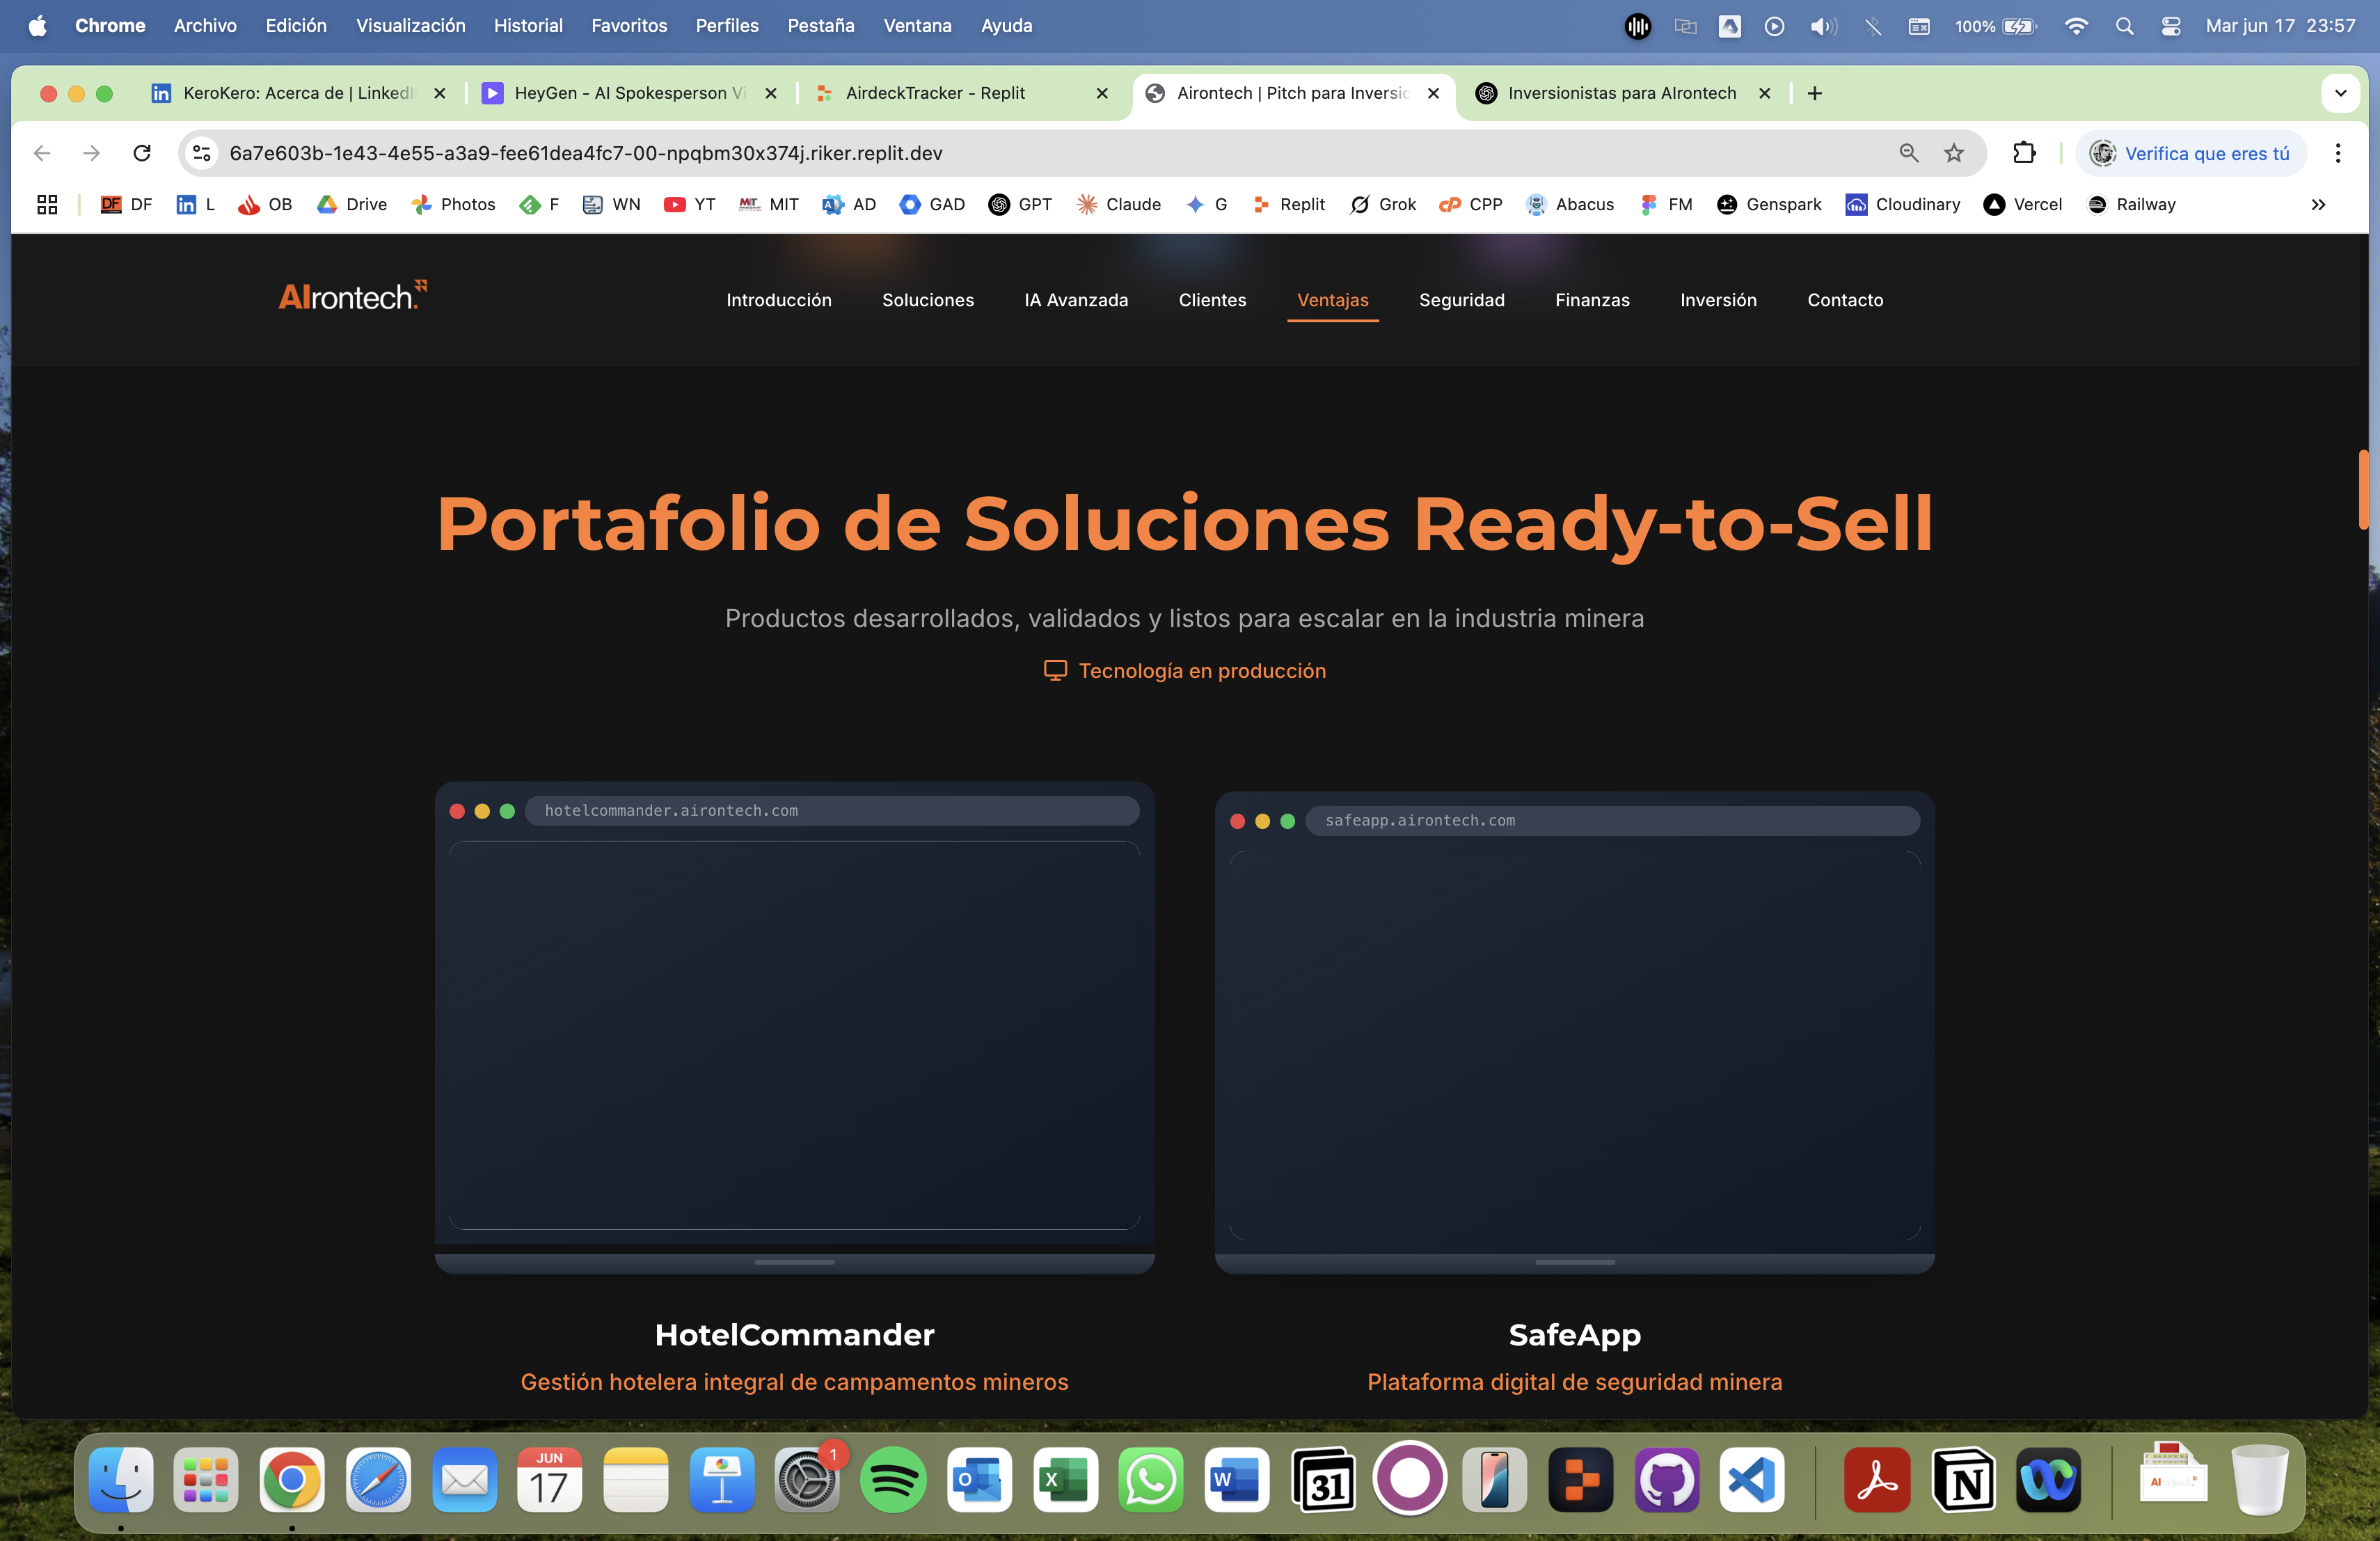 Chrome Archivo Edición Visualización Historial Favoritos Perfiles Pestaña Ventana Ayuda 100% Mar jun 17 23:57
KeroKero: Acerca de | LinkedI HeyGen - AI Spokesperson Vi AirdeckTracker - Replit Airontech | Pitch para Inversio Inversionistas para AIrontech
6a7e603b-1e43-4e55-a3a9-fee61dea4fc7-00-npqbm30x374j.riker.replit.dev Verifica que eres tú
DF DF L OB Drive Photos F WN YT MIT AD GAD GPT Claude G Replit Grok CPP Abacus FM Genspark Cloudinary Vercel Railway
AIrontech. Introducción Soluciones IA Avanzada Clientes Ventajas Seguridad Finanzas Inversión Contacto
Portafolio de Soluciones Ready-to-Sell
Productos desarrollados, validados y listos para escalar en la industria minera
Tecnología en producción
hotelcommander.airontech.com
safeapp.airontech.com
HotelCommander
Gestión hotelera integral de campamentos mineros
SafeApp
Plataforma digital de seguridad minera
JUN
17
1
31